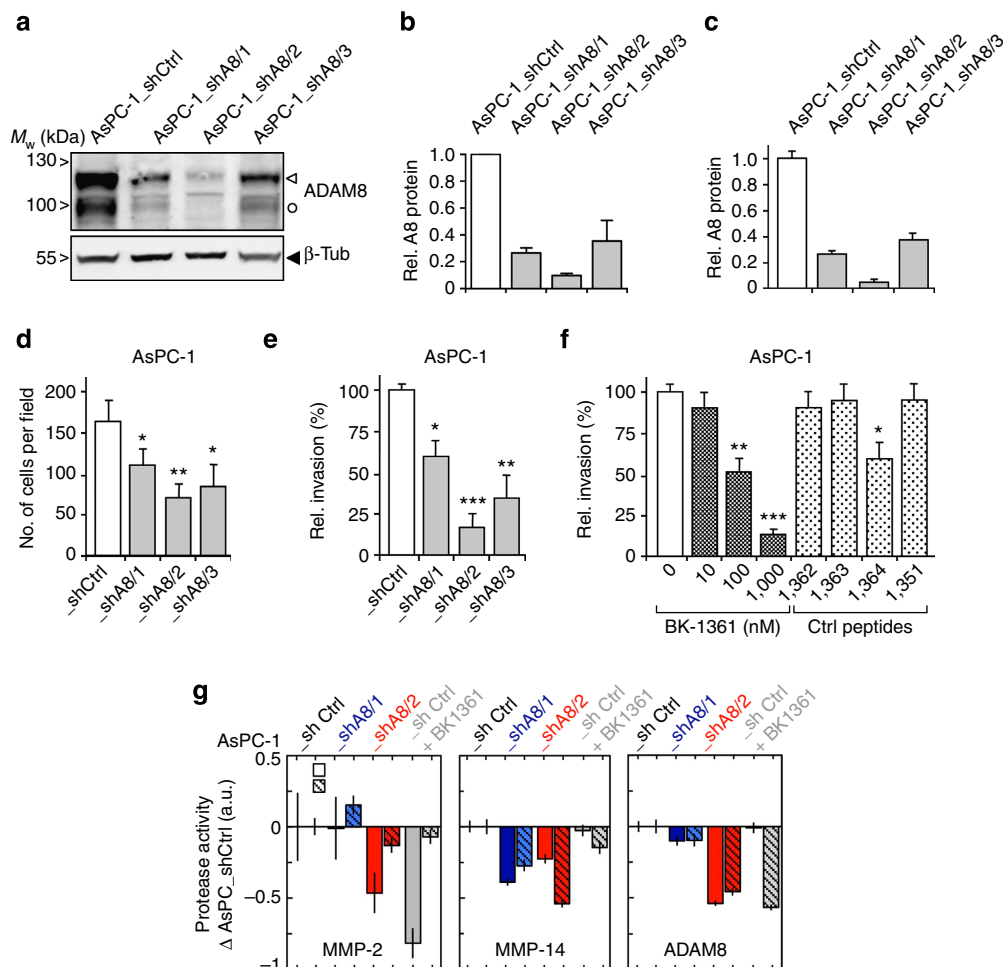 a
AsPC-1_shCtrl
AsPC-1_shA8/1
AsPC-1_shA8/2
AsPC-1_shA8/3
Mw (kDa)
130 >
100 >
55 >
ADAM8
β-Tub
b
AsPC-1_shCtrl
AsPC-1_shA8/1
AsPC-1_shA8/2
AsPC-1_shA8/3
Rel. A8 protein
1.0
0.8
0.6
0.4
0.2
0
c
AsPC-1_shCtrl
AsPC-1_shA8/1
AsPC-1_shA8/2
AsPC-1_shA8/3
Rel. A8 protein
1.0
0.8
0.6
0.4
0.2
0
d
AsPC-1
No. of cells per field
200
150
100
50
0
*
**
*
_shCtrl
_shA8/1
_shA8/2
_shA8/3
e
AsPC-1
Rel. invasion (%)
100
75
50
25
0
*
***
**
_shCtrl
_shA8/1
_shA8/2
_shA8/3
f
AsPC-1
Rel. invasion (%)
100
75
50
25
0
**
***
*
0
10
100
1,000
1,362
1,363
1,364
1,351
BK-1361 (nM)
Ctrl peptides
g
AsPC-1
_sh Ctrl
_shA8/1
_shA8/2
_sh Ctrl
+ BK1361
_sh Ctrl
_shA8/1
_shA8/2
_sh Ctrl
+ BK1361
_sh Ctrl
_shA8/1
_shA8/2
_sh Ctrl
+ BK1361
Protease activity
Δ AsPC_shCtrl (a.u.)
0.5
0
−0.5
−1
MMP-2
MMP-14
ADAM8